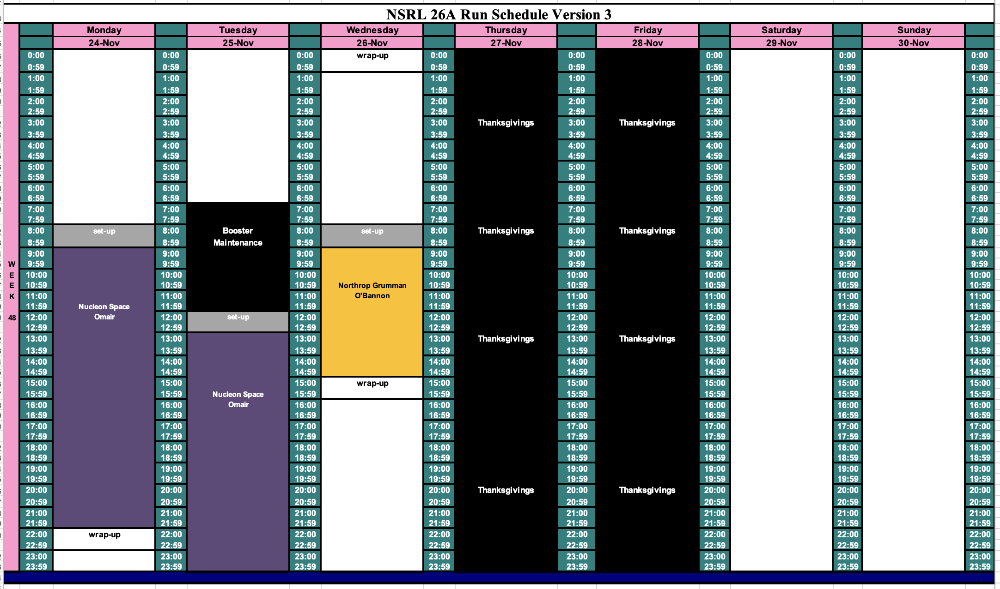 NSRL 26A Run Schedule Version 3
Monday Tuesday Wednesday Thursday Friday Saturday Sunday
24-Nov 25-Nov 26-Nov 27-Nov 28-Nov 29-Nov 30-Nov
0:00 0:00 0:00 wrap-up 0:00 0:00 0:00 0:00 0:00
0:59 0:59 0:59 0:59 0:59 0:59 0:59 0:59
1:00 1:00 1:00 1:00 1:00 1:00 1:00 1:00
1:59 1:59 1:59 1:59 1:59 1:59 1:59 1:59
2:00 2:00 2:00 2:00 2:00 2:00 2:00 2:00
2:59 2:59 2:59 2:59 2:59 2:59 2:59 2:59
3:00 3:00 3:00 3:00 Thanksgivings 3:00 Thanksgivings 3:00 3:00 3:00
3:59 3:59 3:59 3:59 3:59 3:59 3:59 3:59
4:00 4:00 4:00 4:00 4:00 4:00 4:00 4:00
4:59 4:59 4:59 4:59 4:59 4:59 4:59 4:59
5:00 5:00 5:00 5:00 5:00 5:00 5:00 5:00
5:59 5:59 5:59 5:59 5:59 5:59 5:59 5:59
6:00 6:00 6:00 6:00 6:00 6:00 6:00 6:00
6:59 6:59 6:59 6:59 6:59 6:59 6:59 6:59
7:00 7:00 7:00 7:00 7:00 7:00 7:00 7:00
7:59 7:59 7:59 7:59 7:59 7:59 7:59 7:59
8:00 set-up 8:00 Booster 8:00 set-up 8:00 Thanksgivings 8:00 Thanksgivings 8:00 8:00 8:00
8:59 8:59 Maintenance 8:59 8:59 8:59 8:59 8:59 8:59
9:00 9:00 9:00 9:00 9:00 9:00 9:00 9:00
W 9:59 9:59 9:59 9:59 9:59 9:59 9:59 9:59
E 10:00 10:00 10:00 10:00 10:00 10:00 10:00 10:00
E 10:59 10:59 10:59 Northrop Grumman 10:59 10:59 10:59 10:59 10:59
K 11:00 11:00 11:00 O'Bannon 11:00 11:00 11:00 11:00 11:00
11:59 Nucleon Space 11:59 11:59 11:59 11:59 11:59 11:59 11:59
48 12:00 Omair 12:00 set-up 12:00 12:00 12:00 12:00 12:00 12:00
12:59 12:59 12:59 12:59 12:59 12:59 12:59 12:59
13:00 13:00 13:00 13:00 Thanksgivings 13:00 Thanksgivings 13:00 13:00 13:00
13:59 13:59 13:59 13:59 13:59 13:59 13:59 13:59
14:00 14:00 14:00 14:00 14:00 14:00 14:00 14:00
14:59 14:59 14:59 14:59 14:59 14:59 14:59 14:59
15:00 15:00 15:00 wrap-up 15:00 15:00 15:00 15:00 15:00
15:59 15:59 Nucleon Space 15:59 15:59 15:59 15:59 15:59 15:59
16:00 16:00 Omair 16:00 16:00 16:00 16:00 16:00 16:00
16:59 16:59 16:59 16:59 16:59 16:59 16:59 16:59
17:00 17:00 17:00 17:00 17:00 17:00 17:00 17:00
17:59 17:59 17:59 17:59 17:59 17:59 17:59 17:59
18:00 18:00 18:00 18:00 18:00 18:00 18:00 18:00
18:59 18:59 18:59 18:59 18:59 18:59 18:59 18:59
19:00 19:00 19:00 19:00 19:00 19:00 19:00 19:00
19:59 19:59 19:59 19:59 19:59 19:59 19:59 19:59
20:00 20:00 20:00 20:00 Thanksgivings 20:00 Thanksgivings 20:00 20:00 20:00
20:59 20:59 20:59 20:59 20:59 20:59 20:59 20:59
21:00 21:00 21:00 21:00 21:00 21:00 21:00 21:00
21:59 21:59 21:59 21:59 21:59 21:59 21:59 21:59
22:00 wrap-up 22:00 22:00 22:00 22:00 22:00 22:00 22:00
22:59 22:59 22:59 22:59 22:59 22:59 22:59 22:59
23:00 23:00 23:00 23:00 23:00 23:00 23:00 23:00
23:59 23:59 23:59 23:59 23:59 23:59 23:59 23:59